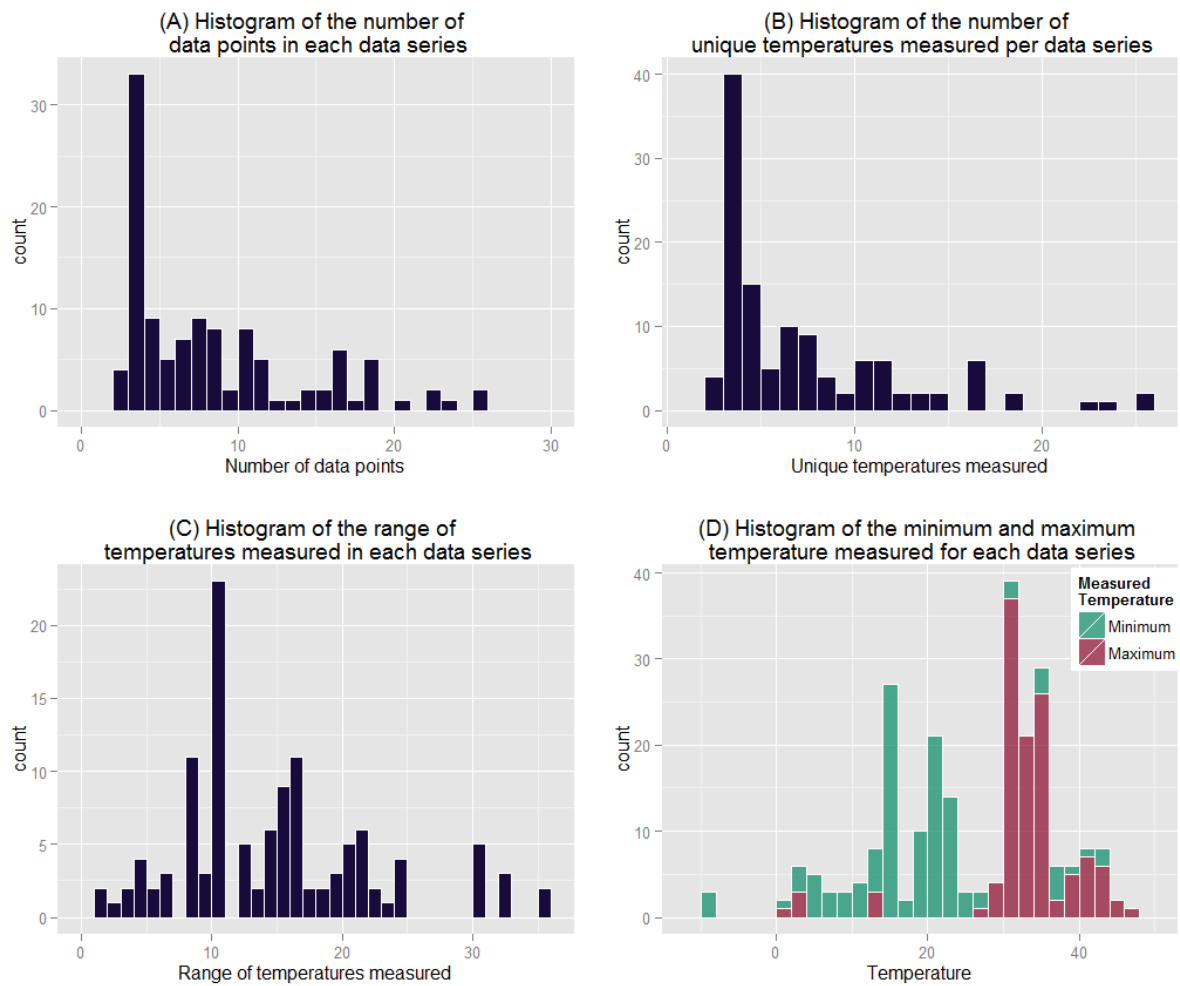 (A) Histogram of the number of
data points in each data series
count
30
20
10
0
0 10 20 30
Number of data points
(B) Histogram of the number of
unique temperatures measured per data series
count
40
30
20
10
0
0 10 20
Unique temperatures measured
(C) Histogram of the range of
temperatures measured in each data series
count
20
15
10
5
0
0 10 20 30
Range of temperatures measured
(D) Histogram of the minimum and maximum
temperature measured for each data series
count
40
30
20
10
0
0 20 40
Temperature
Measured
Temperature
Minimum
Maximum